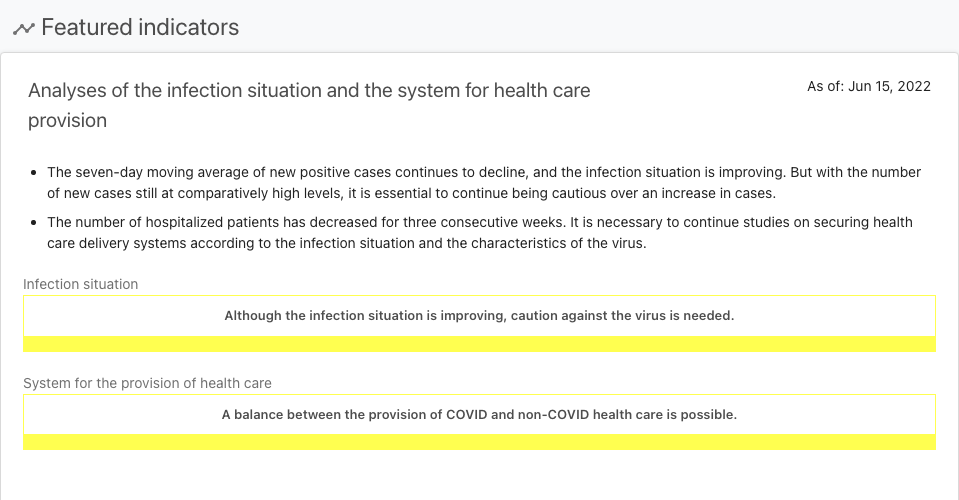 Featured indicators
Analyses of the infection situation and the system for health care
provision
As of: Jun 15, 2022
The seven-day moving average of new positive cases continues to decline, and the infection situation is improving. But with the number
of new cases still at comparatively high levels, it is essential to continue being cautious over an increase in cases.
The number of hospitalized patients has decreased for three consecutive weeks. It is necessary to continue studies on securing health
care delivery systems according to the infection situation and the characteristics of the virus.
Infection situation
Although the infection situation is improving, caution against the virus is needed.
System for the provision of health care
A balance between the provision of COVID and non-COVID health care is possible.